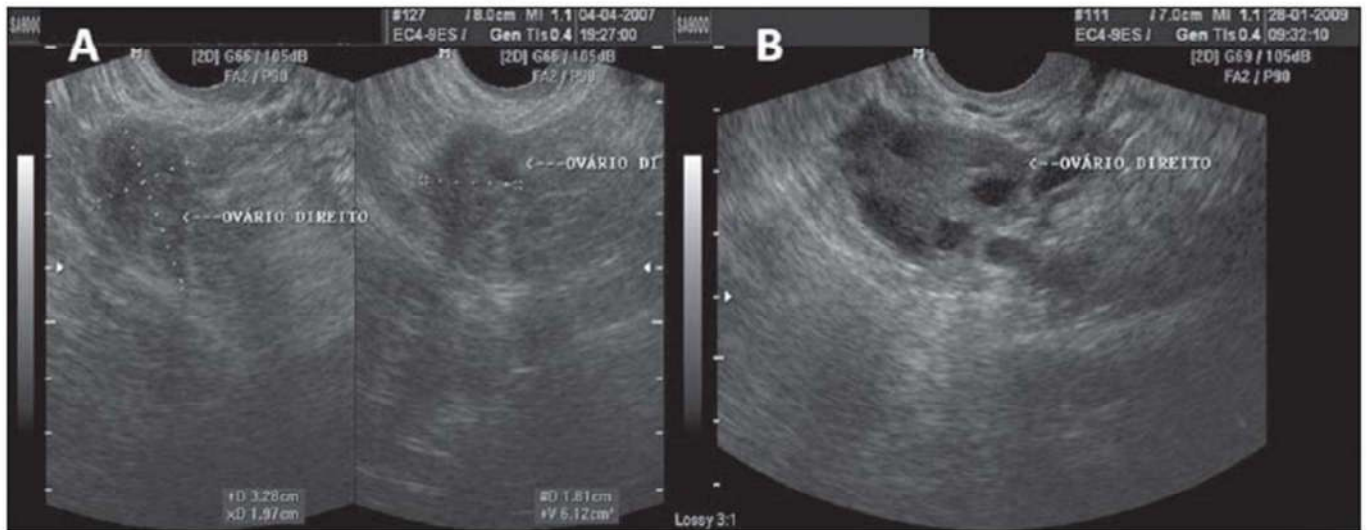 SA8000
#127 / 8.0cm MI 1.1 04-04-2007
EC4-9ES / Gen TIs 0.4 19:27:00
A
[2D] G66 / 105dB
FA2 / P90
[2D] G66 / 105dB
FA2 / P90
<---OVÁRIO DI
<---OVÁRIO DIREITO
+D 3.28cm
xD 1.97cm
#D 1.81cm
+V 6.12cm³
SA8000
#111 / 7.0cm MI 1.1 28-01-2009
EC4-9ES / Gen TIs 0.4 09:32:10
B
[2D] G69 / 105dB
FA2 / P90
<---OVÁRIO DIREITO
Lossy 3:1